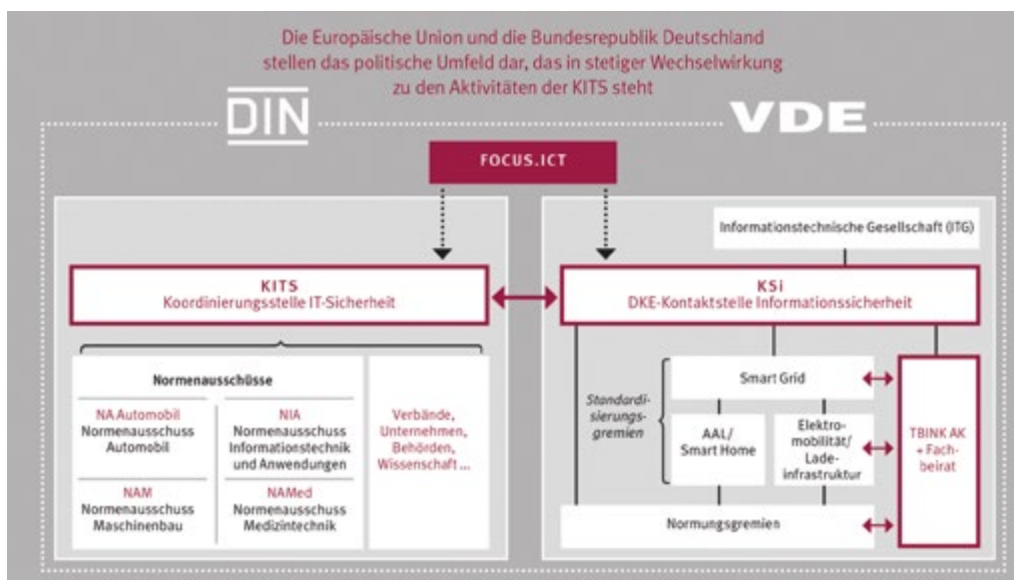 Die Europäische Union und die Bundesrepublik Deutschland
stellen das politische Umfeld dar, das in stetiger Wechselwirkung
zu den Aktivitäten der KITS steht
DIN
VDE
FOCUS.ICT
Informationstechnische Gesellschaft (ITG)
KITS
Koordinierungsstelle IT-Sicherheit
KSi
DKE-Kontaktstelle Informationssicherheit
Normenausschüsse
NA Automobil
Normenausschuss
Automobil
NIA
Normenausschuss
Informationstechnik
und Anwendungen
NAM
Normenausschuss
Maschinenbau
NAMed
Normenausschuss
Medizintechnik
Verbände,
Unternehmen,
Behörden,
Wissenschaft ...
Standardi-
sierungs-
gremien
Smart Grid
AAL/
Smart Home
Elektro-
mobilität/
Lade-
infrastruktur
Normungsgremien
TBINK AK
+ Fach-
beirat